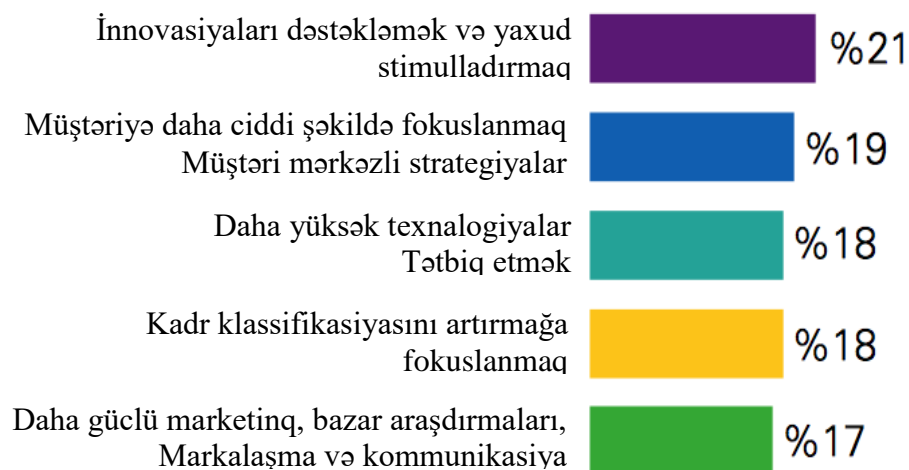 İnnovasiyaları dəstəkləmək və yaxud
stimulladırmaq
%21
Müştəriyə daha ciddi şəkildə fokuslanmaq
Müştəri mərkəzli strategiyalar
%19
Daha yüksək texnalogiyalar
Tətbiq etmək
%18
Kadr klassifikasiyasını artırmağa
fokuslanmaq
%18
Daha güclü marketinq, bazar araşdırmaları,
Markalaşma və kommunikasiya
%17